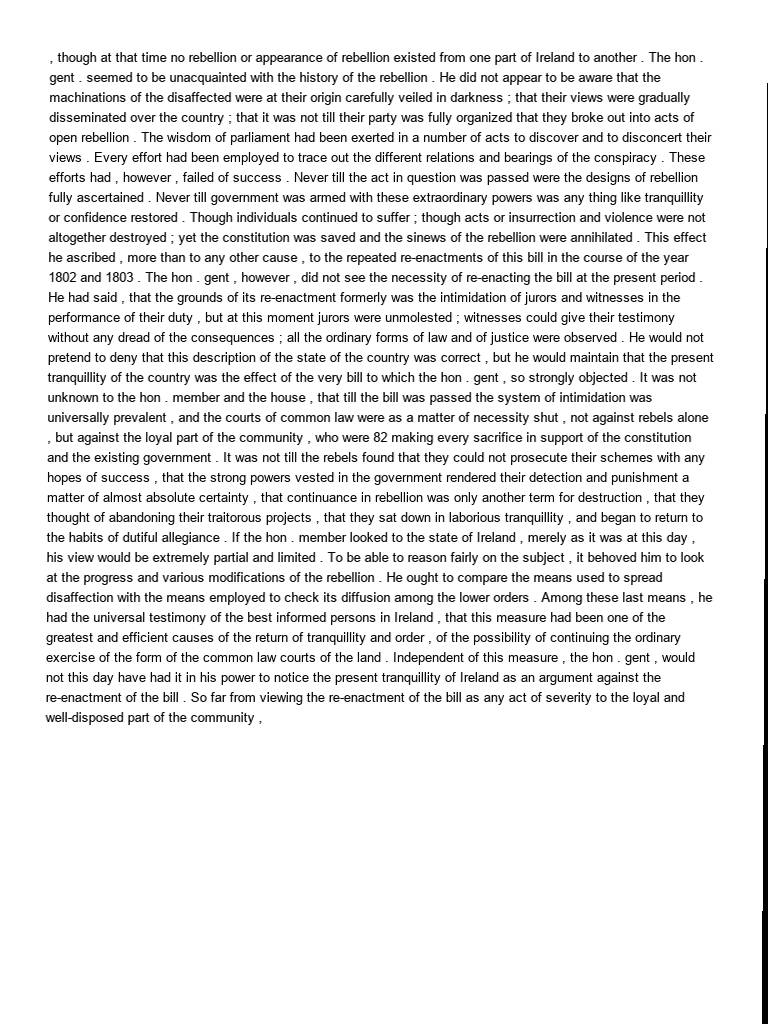 , though at that time no rebellion or appearance of rebellion existed from one part of Ireland to another . The hon .
gent . seemed to be unacquainted with the history of the rebellion . He did not appear to be aware that the
machinations of the disaffected were at their origin carefully veiled in darkness ; that their views were gradually
disseminated over the country ; that it was not till their party was fully organized that they broke out into acts of
open rebellion . The wisdom of parliament had been exerted in a number of acts to discover and to disconcert their
views . Every effort had been employed to trace out the different relations and bearings of the conspiracy . These
efforts had , however , failed of success . Never till the act in question was passed were the designs of rebellion
fully ascertained . Never till government was armed with these extraordinary powers was any thing like tranquillity
or confidence restored . Though individuals continued to suffer ; though acts or insurrection and violence were not
altogether destroyed ; yet the constitution was saved and the sinews of the rebellion were annihilated . This effect
he ascribed , more than to any other cause , to the repeated re-enactments of this bill in the course of the year
1802 and 1803 . The hon . gent , however , did not see the necessity of re-enacting the bill at the present period .
He had said , that the grounds of its re-enactment formerly was the intimidation of jurors and witnesses in the
performance of their duty , but at this moment jurors were unmolested ; witnesses could give their testimony
without any dread of the consequences ; all the ordinary forms of law and of justice were observed . He would not
pretend to deny that this description of the state of the country was correct , but he would maintain that the present
tranquillity of the country was the effect of the very bill to which the hon . gent , so strongly objected . It was not
unknown to the hon . member and the house , that till the bill was passed the system of intimidation was
universally prevalent , and the courts of common law were as a matter of necessity shut , not against rebels alone
, but against the loyal part of the community , who were 82 making every sacrifice in support of the constitution
and the existing government . It was not till the rebels found that they could not prosecute their schemes with any
hopes of success , that the strong powers vested in the government rendered their detection and punishment a
matter of almost absolute certainty , that continuance in rebellion was only another term for destruction , that they
thought of abandoning their traitorous projects , that they sat down in laborious tranquillity , and began to return to
the habits of dutiful allegiance . If the hon . member looked to the state of Ireland , merely as it was at this day ,
his view would be extremely partial and limited . To be able to reason fairly on the subject , it behoved him to look
at the progress and various modifications of the rebellion . He ought to compare the means used to spread
disaffection with the means employed to check its diffusion among the lower orders . Among these last means , he
had the universal testimony of the best informed persons in Ireland , that this measure had been one of the
greatest and efficient causes of the return of tranquillity and order , of the possibility of continuing the ordinary
exercise of the form of the common law courts of the land . Independent of this measure , the hon . gent , would
not this day have had it in his power to notice the present tranquillity of Ireland as an argument against the
re-enactment of the bill . So far from viewing the re-enactment of the bill as any act of severity to the loyal and
well-disposed part of the community ,